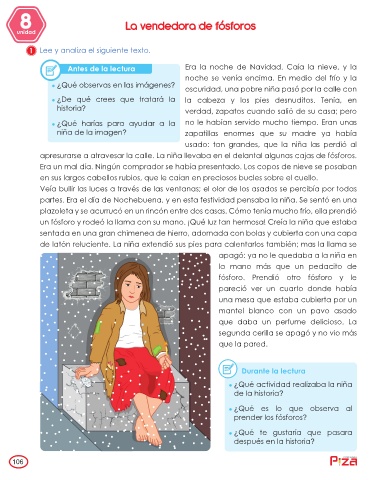 8
unidad
La vendedora de fósforos
1 Lee y analiza el siguiente texto.
Antes de la lectura
• ¿Qué observas en las imágenes?
• ¿De qué crees que tratará la
historia?
• ¿Qué harías para ayudar a la
niña de la imagen?
Era la noche de Navidad. Caía la nieve, y la
noche se venía encima. En medio del frío y la
oscuridad, una pobre niña pasó por la calle con
la cabeza y los pies desnuditos. Tenía, en
verdad, zapatos cuando salió de su casa; pero
no le habían servido mucho tiempo. Eran unas
zapatillas enormes que su madre ya había
usado: tan grandes, que la niña las perdió al
apresurarse a atravesar la calle. La niña llevaba en el delantal algunas cajas de fósforos.
Era un mal día. Ningún comprador se había presentado. Los copos de nieve se posaban
en sus largos cabellos rubios, que le caían en preciosos bucles sobre el cuello.
Veía bullir las luces a través de las ventanas; el olor de los asados se percibía por todas
partes. Era el día de Nochebuena, y en esta festividad pensaba la niña. Se sentó en una
plazoleta y se acurrucó en un rincón entre dos casas. Cómo tenía mucho frío, ella prendió
un fósforo y rodeó la llama con su mano. ¡Qué luz tan hermosa! Creía la niña que estaba
sentada en una gran chimenea de hierro, adornada con bolas y cubierta con una capa
de latón reluciente. La niña extendió sus pies para calentarlos también; mas la llama se
apagó: ya no le quedaba a la niña en
la mano más que un pedacito de
fósforo. Prendió otro fósforo y le
pareció ver un cuarto donde había
una mesa que estaba cubierta por un
mantel blanco con un pavo asado
que daba un perfume delicioso. La
segunda cerilla se apagó y no vio más
que la pared.
Durante la lectura
• ¿Qué actividad realizaba la niña
de la historia?
• ¿Qué es lo que observa al
prender los fósforos?
• ¿Qué te gustaría que pasara
después en la historia?
106